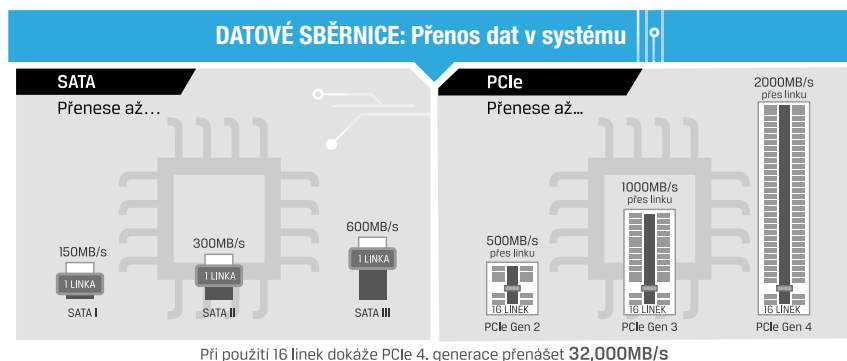 DATOVÉ SBĚRNICE: Přenos dat v systému
SATA
Přenese až...
150MB/s
1 LINKA
SATA I
300MB/s
1 LINKA
SATA II
600MB/s
1 LINKA
SATA III
PCIe
Přenese až...
500MB/s
přes linku
16 LINEK
PCIe Gen 2
1000MB/s
přes linku
16 LINEK
PCIe Gen 3
2000MB/s
přes linku
16 LINEK
PCIe Gen 4
Při použití 16 linek dokáže PCIe 4. generace přenášet 32,000MB/s